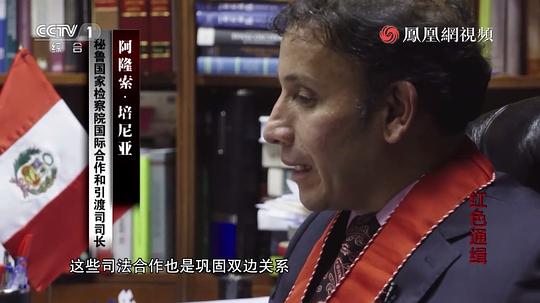 CCTV 1
综合
鳳凰網視頻
阿隆索·培尼亚
秘鲁国家检察院国际合作和引渡司司长
红色通缉
这些司法合作也是巩固双边关系